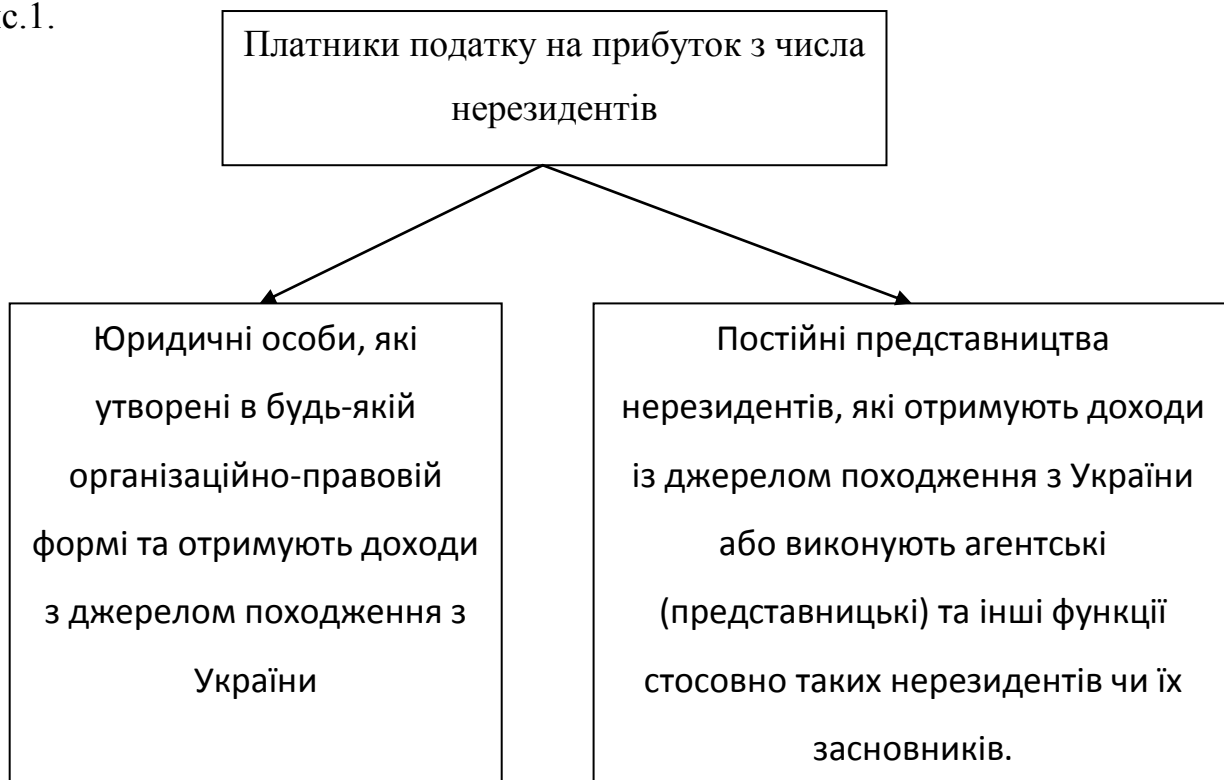 с.1.
Платники податку на прибуток з числа
нерезидентів
Юридичні особи, які
утворені в будь-якій
організаційно-правовій
формі та отримують доходи
з джерелом походження з
України
Постійні представництва
нерезидентів, які отримують доходи
із джерелом походження з України
або виконують агентські
(представницькі) та інші функції
стосовно таких нерезидентів чи їх
засновників.